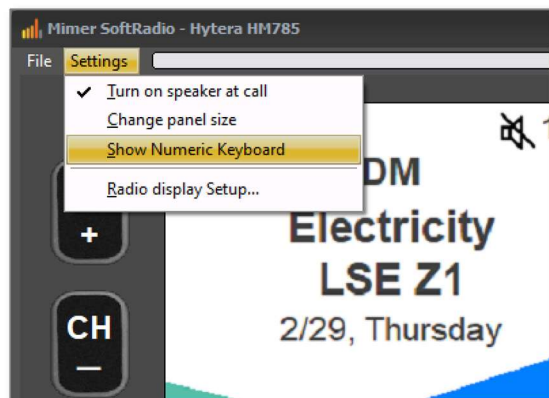 Mimer SoftRadio - Hytera HM785
File Settings
Turn on speaker at call
Change panel size
Show Numeric Keyboard
Radio display Setup...
DM
Electricity
LSE Z1
2/29, Thursday
+
CH
–